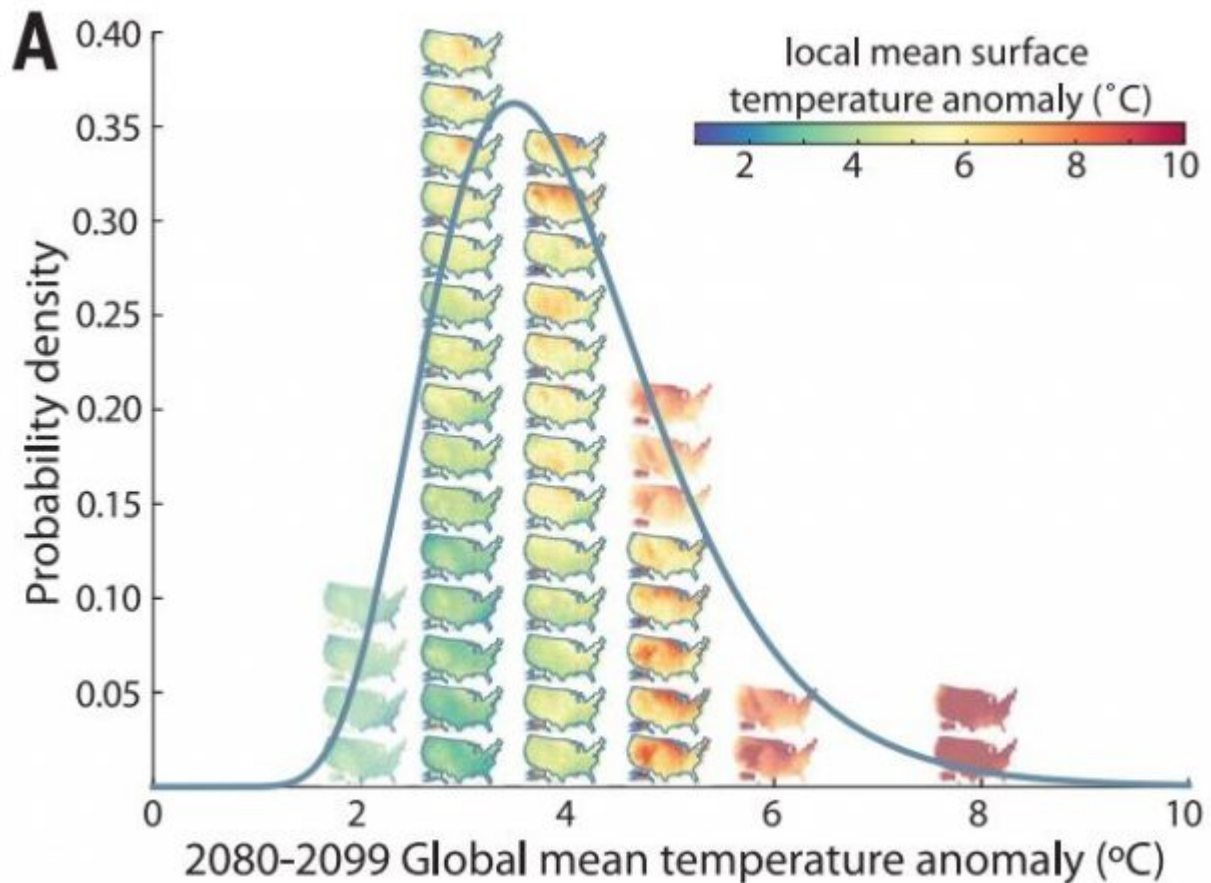 A
0.40
0.35
0.30
0.25
0.20
0.15
0.10
0.05
Probability density
local mean surface
temperature anomaly (˚C)
2 4 6 8 10
0 2 4 6 8 10
2080-2099 Global mean temperature anomaly (ºC)